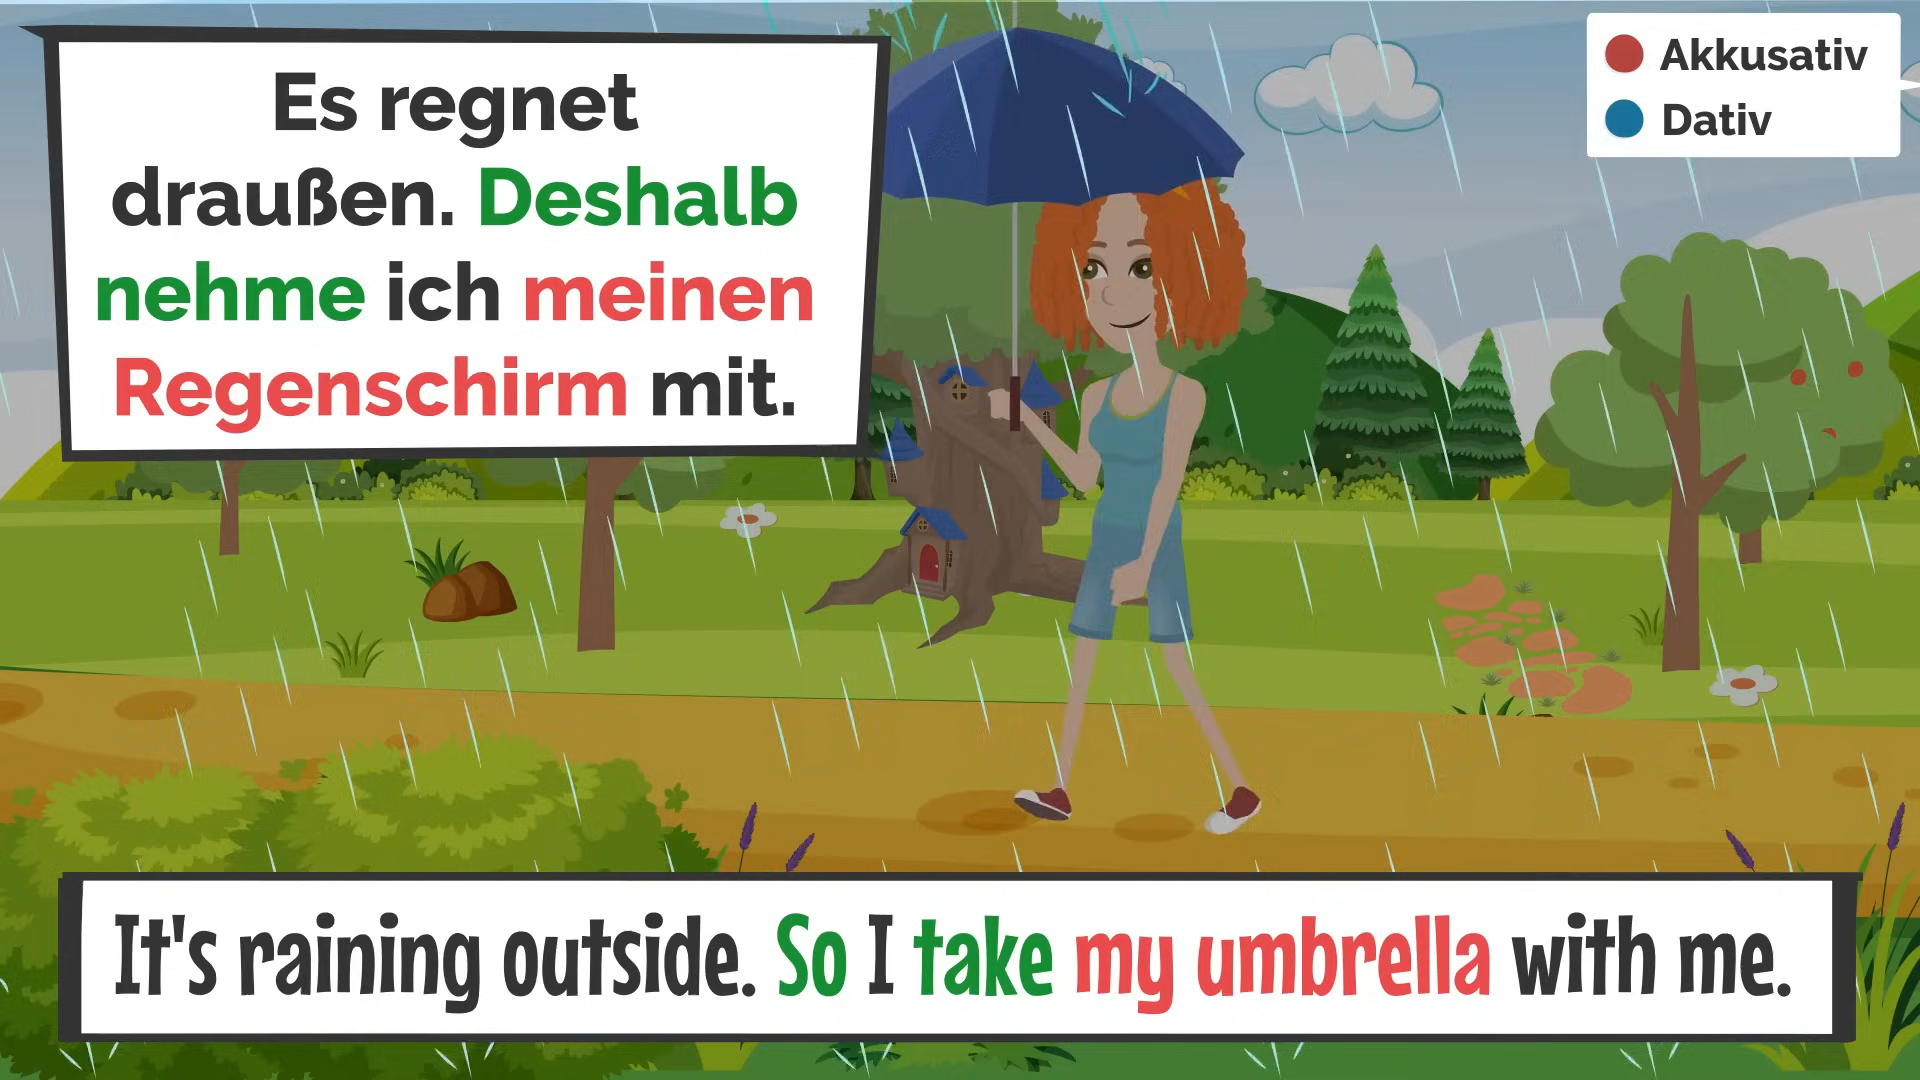 Es regnet
draußen. Deshalb
nehme ich meinen
Regenschirm mit.
Akkusativ
Dativ
It's raining outside. So I take my umbrella with me.